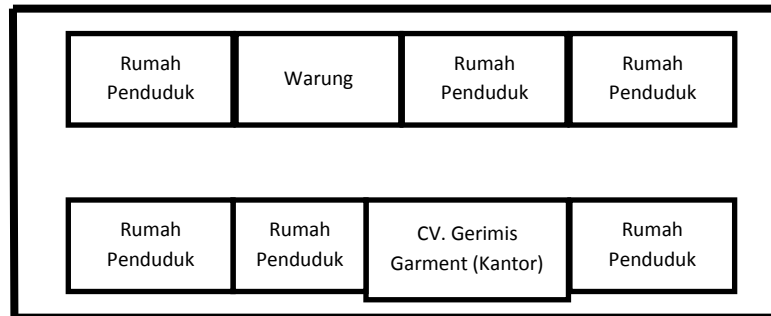 Rumah
Penduduk
Warung
Rumah
Penduduk
Rumah
Penduduk
Rumah
Penduduk
Rumah
Penduduk
CV. Gerimis
Garment (Kantor)
Rumah
Penduduk